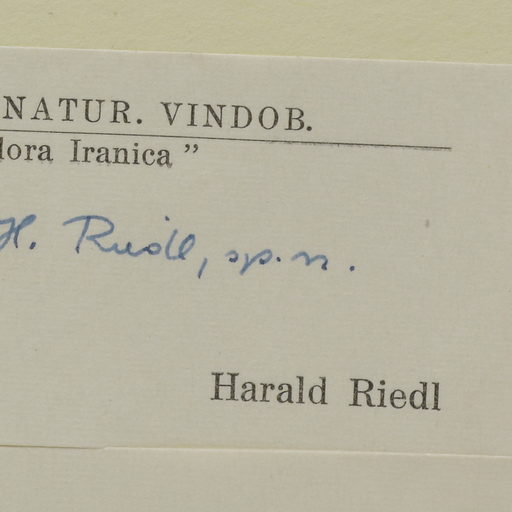 NATUR. VINDOB.
lora Iranica”
H. Riedl, sp. n.
Harald Riedl